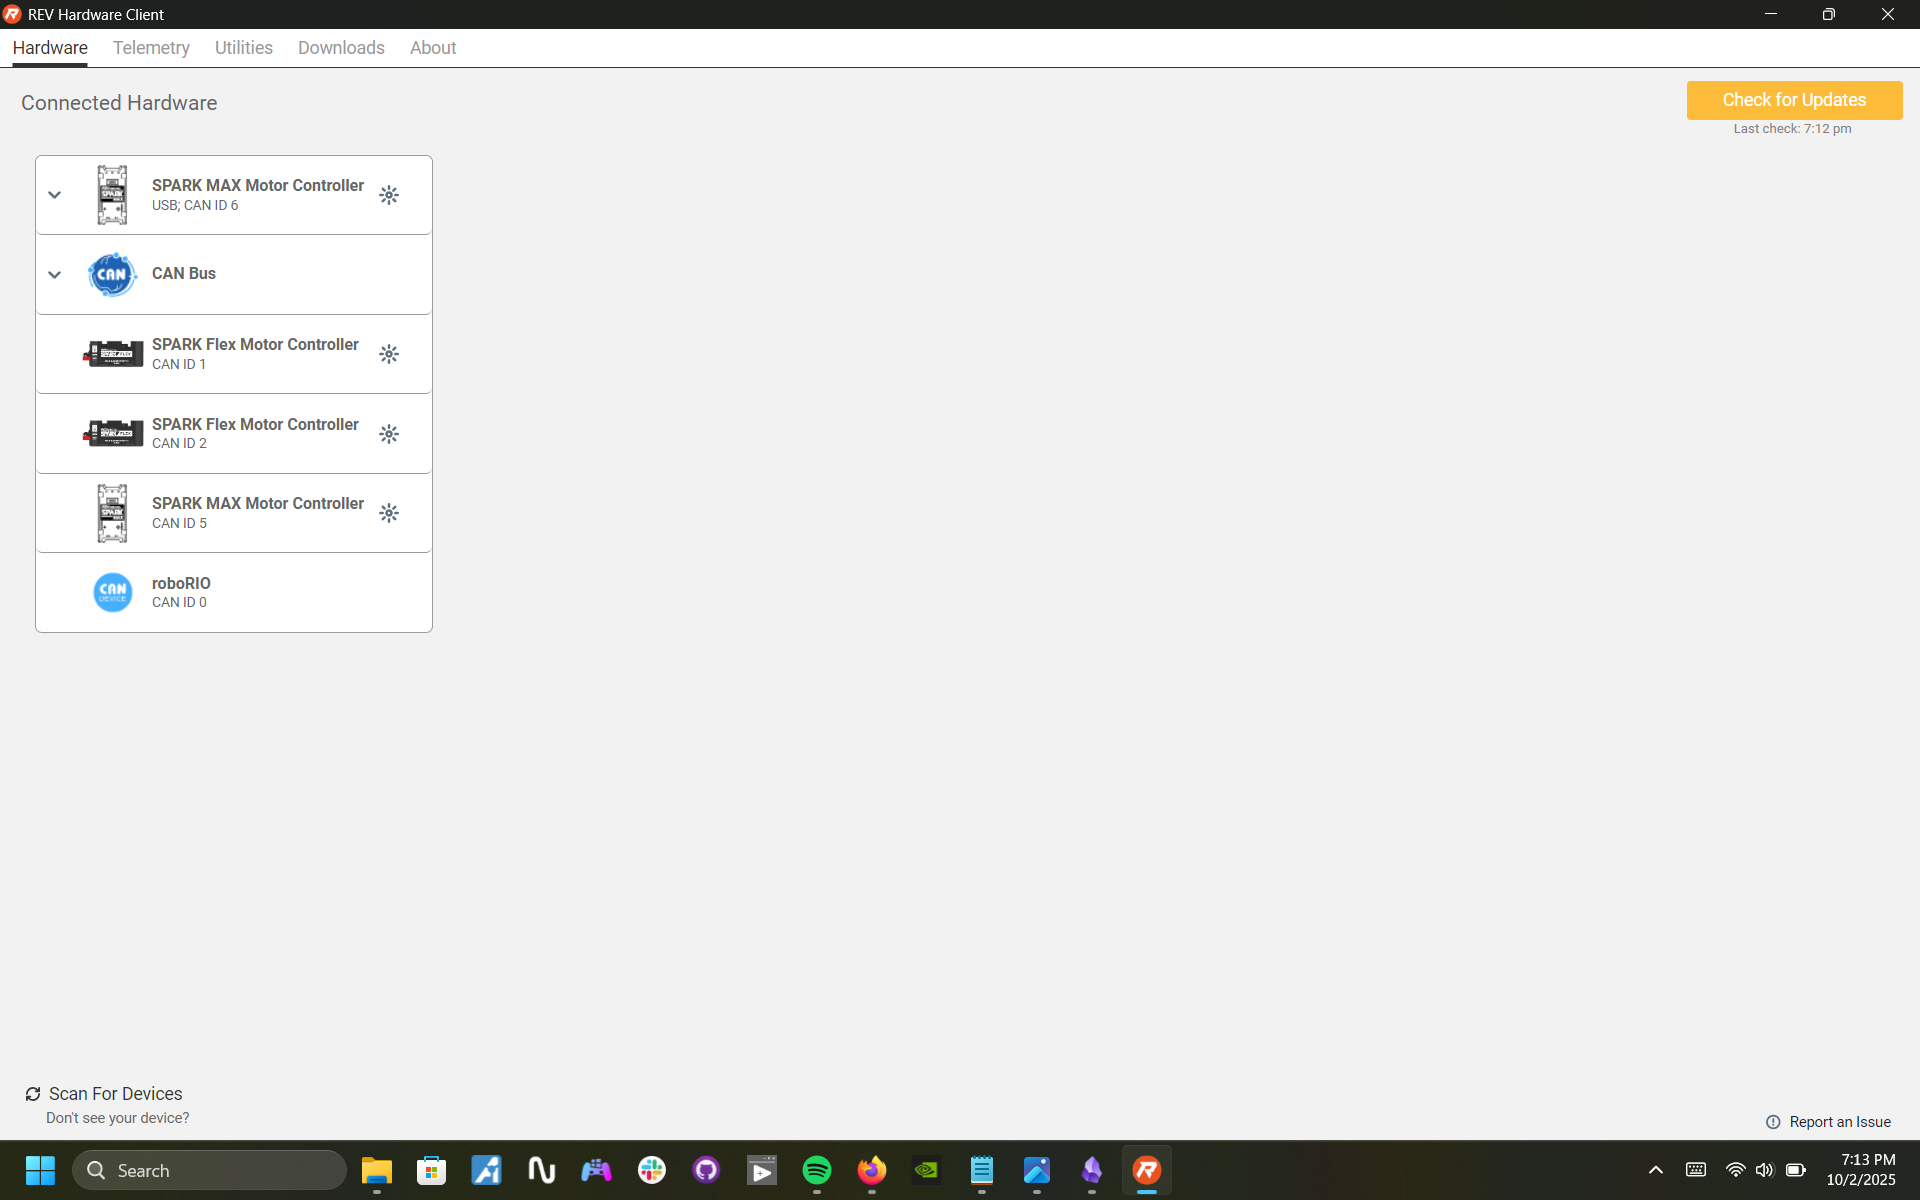 REV Hardware Client
Hardware Telemetry Utilities Downloads About
Connected Hardware
Check for Updates
Last check: 7:12 pm
SPARK MAX Motor Controller
USB; CAN ID 6
CAN
CAN Bus
SPARK Flex Motor Controller
CAN ID 1
SPARK Flex Motor Controller
CAN ID 2
SPARK MAX Motor Controller
CAN ID 5
CAN
DEVICE
roboRIO
CAN ID 0
Scan For Devices
Don't see your device?
Report an Issue
Search
7:13 PM
10/2/2025